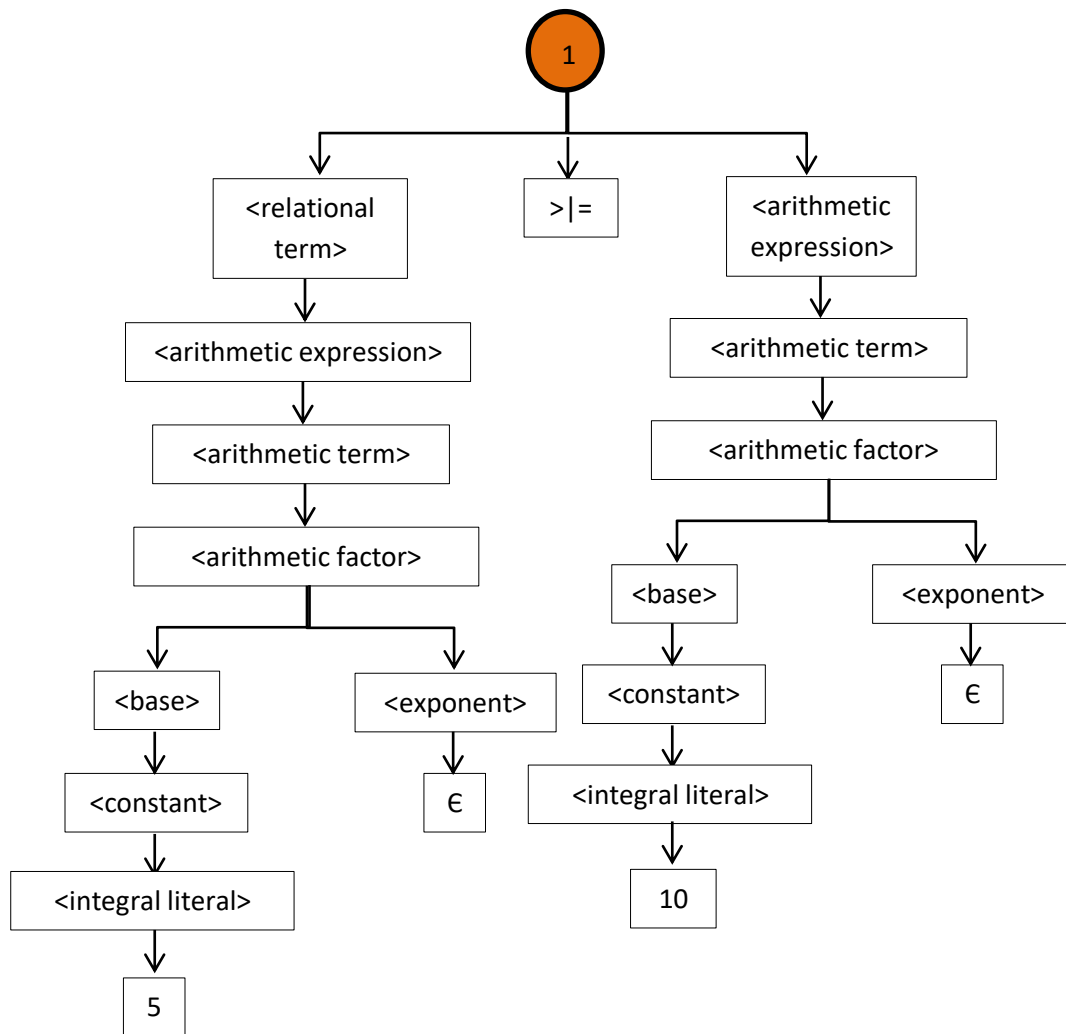 1
<relational
term>
>|=
<arithmetic
expression>
<arithmetic expression>
<arithmetic term>
<arithmetic term>
<arithmetic factor>
<arithmetic factor>
<base>
<exponent>
<base>
<exponent>
<constant>
Є
<constant>
Є
<integral literal>
<integral literal>
10
5